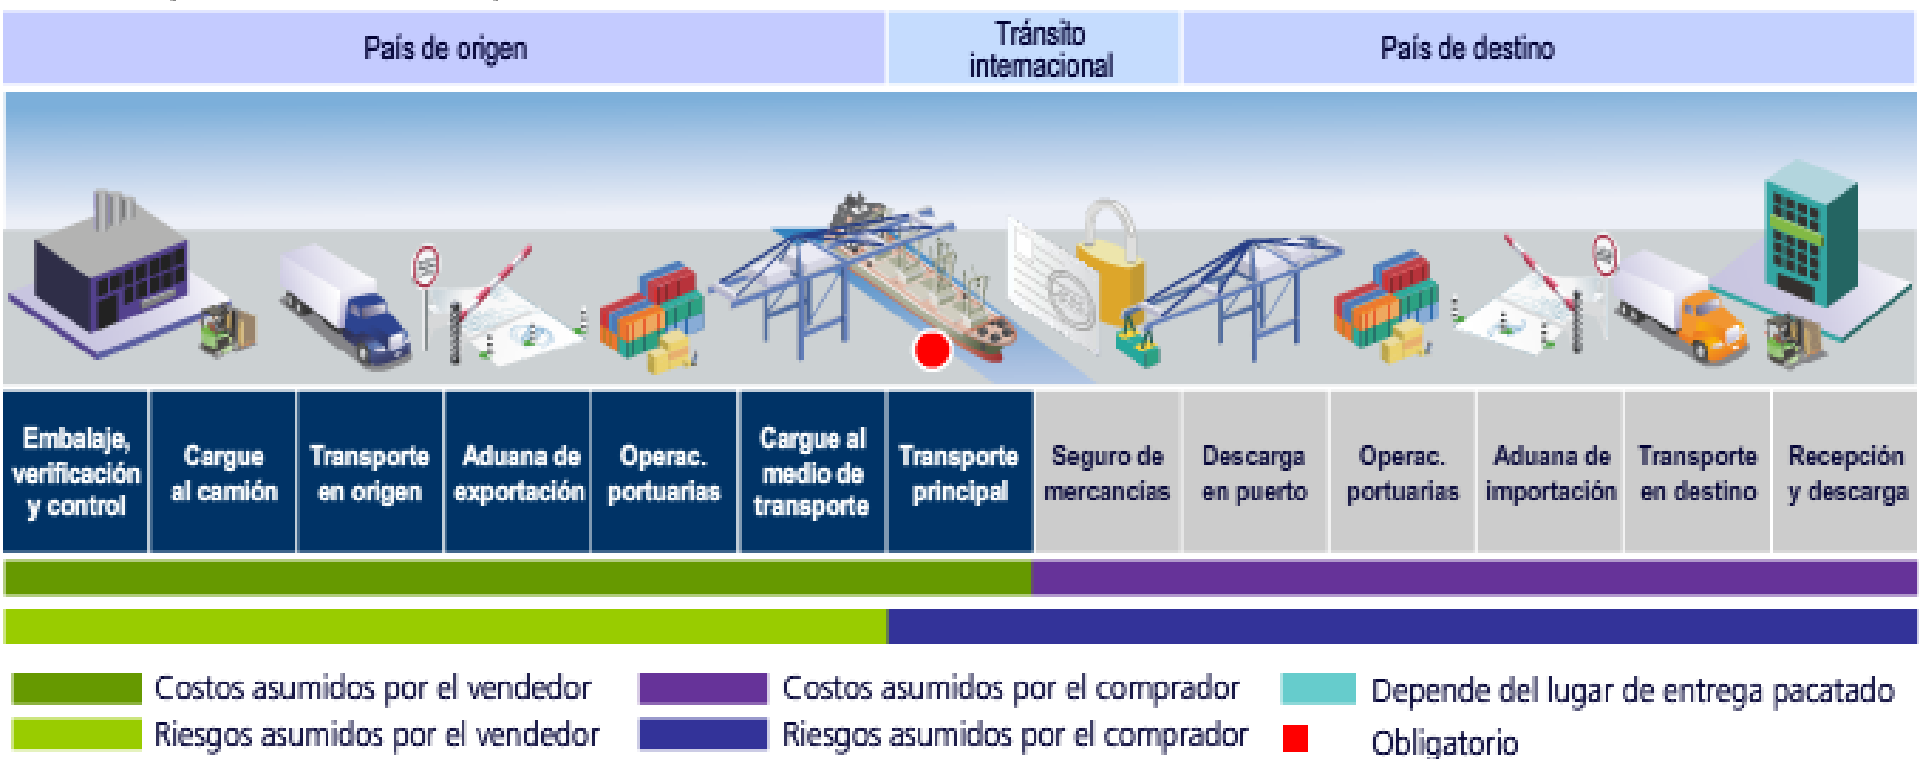 País de origen
Tránsito
internacional
País de destino
Embalaje,
verificación
y control
Cargue
al camión
Transporte
en origen
Aduana de
exportación
Operac.
portuarias
Cargue al
medio de
transporte
Transporte
principal
Seguro de
mercancías
Descarga
en puerto
Operac.
portuarias
Aduana de
importación
Transporte
en destino
Recepción
y descarga
Costos asumidos por el vendedor
Costos asumidos por el comprador
Depende del lugar de entrega pacatado
Riesgos asumidos por el vendedor
Riesgos asumidos por el comprador
Obligatorio